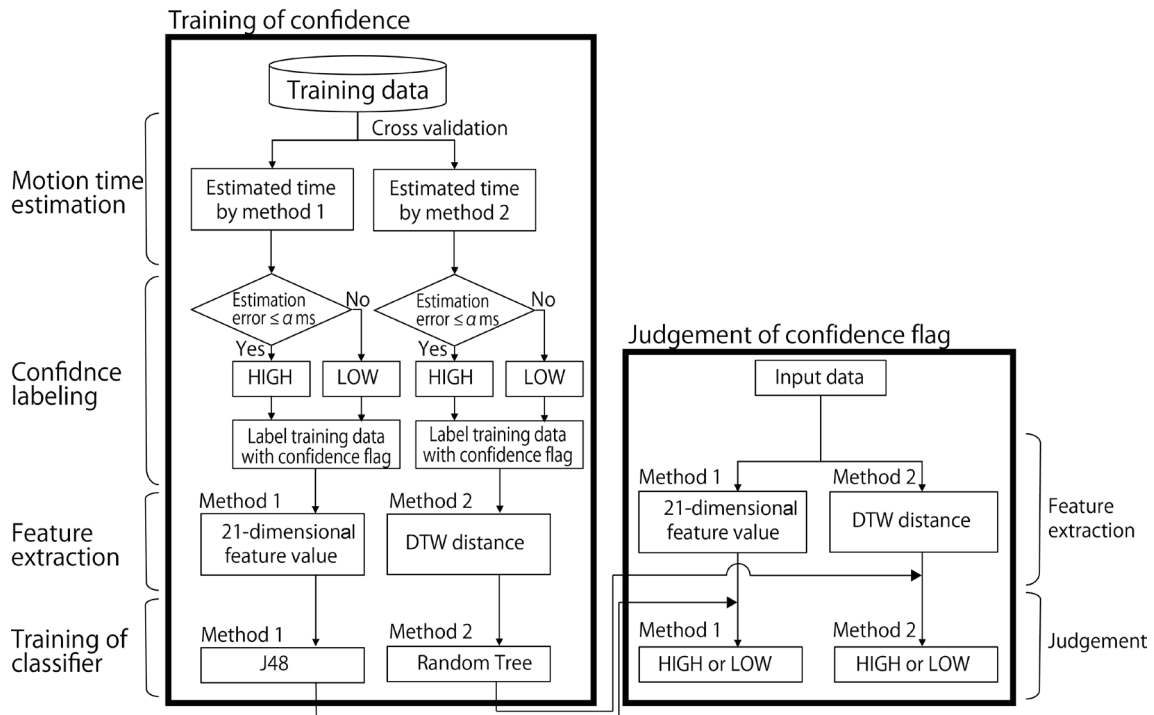 Training of confidence
Training data
Cross validation
Motion time
estimation
Estimated time
by method 1
Estimated time
by method 2
Estimation
error ≤ α ms
No
Yes
Estimation
error ≤ α ms
No
Yes
Confidnce
labeling
HIGH
LOW
HIGH
LOW
Label training data
with confidence flag
Label training data
with confidence flag
Feature
extraction
Method 1
21-dimensional
feature value
Method 2
DTW distance
Training of
classifier
Method 1
J48
Method 2
Random Tree
Judgement of confidence flag
Input data
Method 1
21-dimensional
feature value
Method 2
DTW distance
Feature
extraction
Method 1
HIGH or LOW
Method 2
HIGH or LOW
Judgement